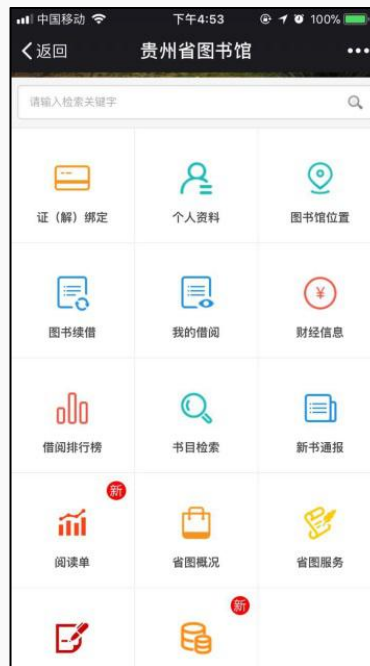 中国移动 下午4:53 100%
返回 贵州省图书馆
请输入检索关键字
证（解）绑定 个人资料 图书馆位置
图书续借 我的借阅 财经信息
借阅排行榜 书目检索 新书通报
新
阅读单 省图概况 省图服务
新